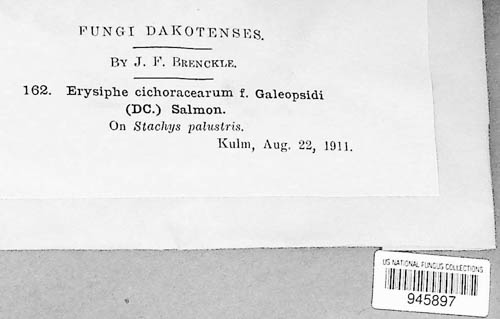 FUNGI DAKOTENSES.
BY J. F. BRENCKLE.
162. Erysiphe cichoracearum f. Galeopsidi
(DC.) Salmon.
On Stachys palustris.
Kulm, Aug. 22, 1911.
US NATIONAL FUNGUS COLLECTIONS
945897